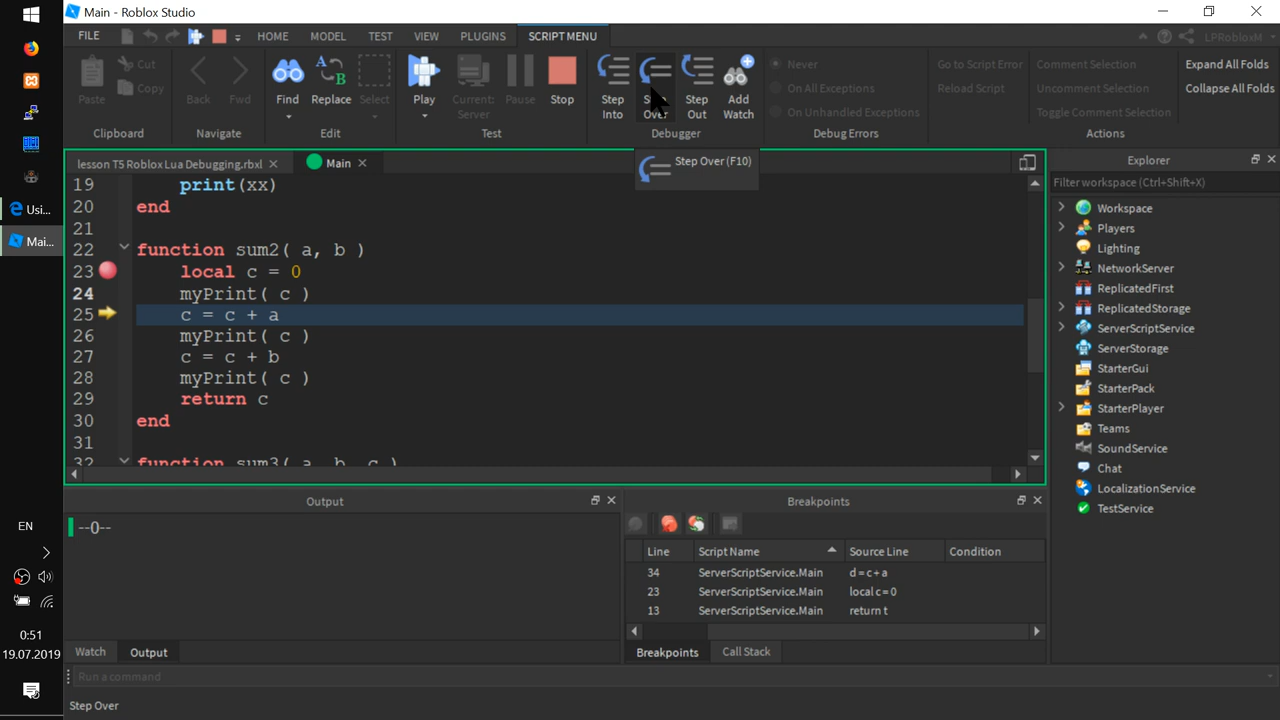 Main - Roblox Studio
FILE HOME MODEL TEST VIEW PLUGINS SCRIPT MENU LPRobloxM
Paste Cut Copy Back Fwd Find Replace Select Play Current: Server Pause Stop Step Into Step Over Step Out Add Watch
Never
On All Exceptions
On Unhandled Exceptions
Go to Script Error
Reload Script
Comment Selection
Uncomment Selection
Toggle Comment Selection
Expand All Folds
Collapse All Folds
Clipboard Navigate Edit Test Debugger Debug Errors Actions
Step Over (F10)
lesson T5 Roblox Lua Debugging.rbxl Main
19 print(xx)
20 end
21
22 function sum2( a, b )
23 local c = 0
24 myPrint( c )
25 c = c + a
26 myPrint( c )
27 c = c + b
28 myPrint( c )
29 return c
30 end
31
32 function sum3( a, b, c )
Explorer
Filter workspace (Ctrl+Shift+X)
Workspace
Players
Lighting
NetworkServer
ReplicatedFirst
ReplicatedStorage
ServerScriptService
ServerStorage
StarterGui
StarterPack
StarterPlayer
Teams
SoundService
Chat
LocalizationService
TestService
Output
--0--
Watch Output
Breakpoints
Line Script Name Source Line Condition
34 ServerScriptService.Main d = c + a
23 ServerScriptService.Main local c = 0
13 ServerScriptService.Main return t
Breakpoints Call Stack
Run a command
Step Over
Usi...
Mai...
EN
0:51
19.07.2019